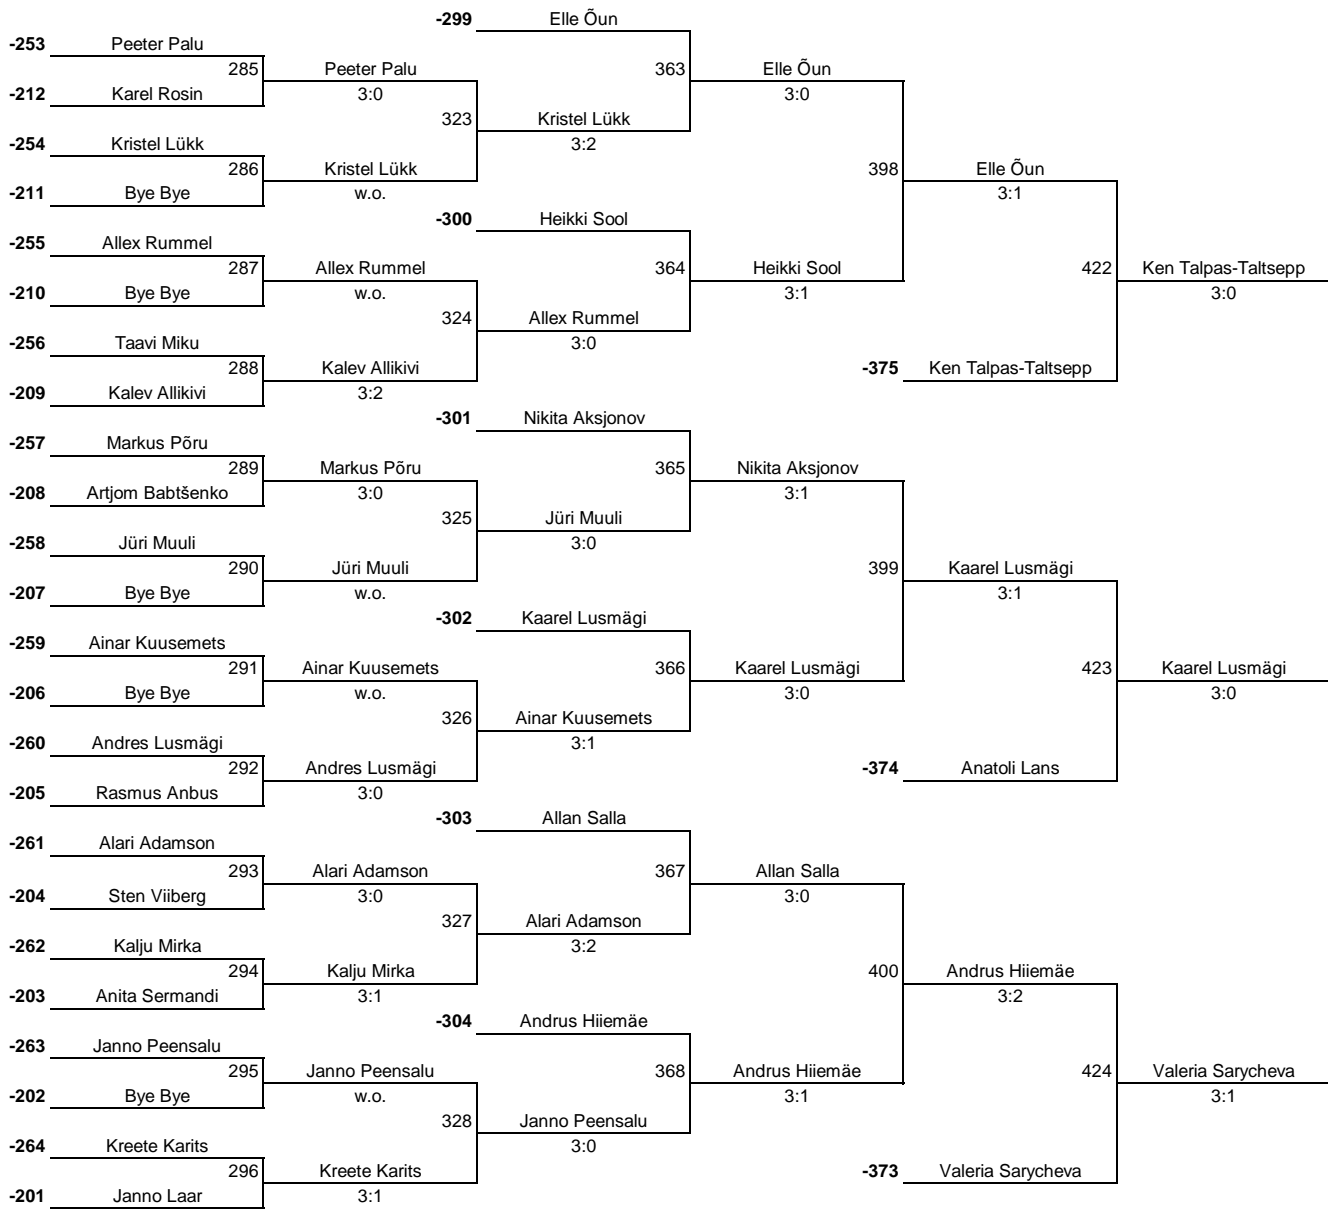 -299 Elle Õun
-253 Peeter Palu
285 Peeter Palu 363 Elle Õun
-212 Karel Rosin 3:0 3:0
323 Kristel Lükk
-254 Kristel Lükk 3:2
286 Kristel Lükk 398 Elle Õun
-211 Bye Bye w.o. 3:1
-300 Heikki Sool
-255 Allex Rummel
287 Allex Rummel 364 Heikki Sool 422 Ken Talpas-Taltsepp
-210 Bye Bye w.o. 3:1 3:0
324 Allex Rummel
-256 Taavi Miku 3:0
288 Kalev Allikivi -375 Ken Talpas-Taltsepp
-209 Kalev Allikivi 3:2
-301 Nikita Aksjonov
-257 Markus Põru
289 Markus Põru 365 Nikita Aksjonov
-208 Artjom Babtšenko 3:0 3:1
325 Jüri Muuli
-258 Jüri Muuli 3:0
290 Jüri Muuli 399 Kaarel Lusmägi
-207 Bye Bye w.o. 3:1
-302 Kaarel Lusmägi
-259 Ainar Kuusemets
291 Ainar Kuusemets 366 Kaarel Lusmägi 423 Kaarel Lusmägi
-206 Bye Bye w.o. 3:0 3:0
326 Ainar Kuusemets
-260 Andres Lusmägi 3:1
292 Andres Lusmägi -374 Anatoli Lans
-205 Rasmus Anbus 3:0
-303 Allan Salla
-261 Alari Adamson
293 Alari Adamson 367 Allan Salla
-204 Sten Viiberg 3:0 3:0
327 Alari Adamson
-262 Kalju Mirka 3:2
294 Kalju Mirka 400 Andrus Hiiemäe
-203 Anita Sermandi 3:1 3:2
-304 Andrus Hiiemäe
-263 Janno Peensalu
295 Janno Peensalu 368 Andrus Hiiemäe 424 Valeria Sarycheva
-202 Bye Bye w.o. 3:1 3:1
328 Janno Peensalu
-264 Kreete Karits 3:0
296 Kreete Karits -373 Valeria Sarycheva
-201 Janno Laar 3:1